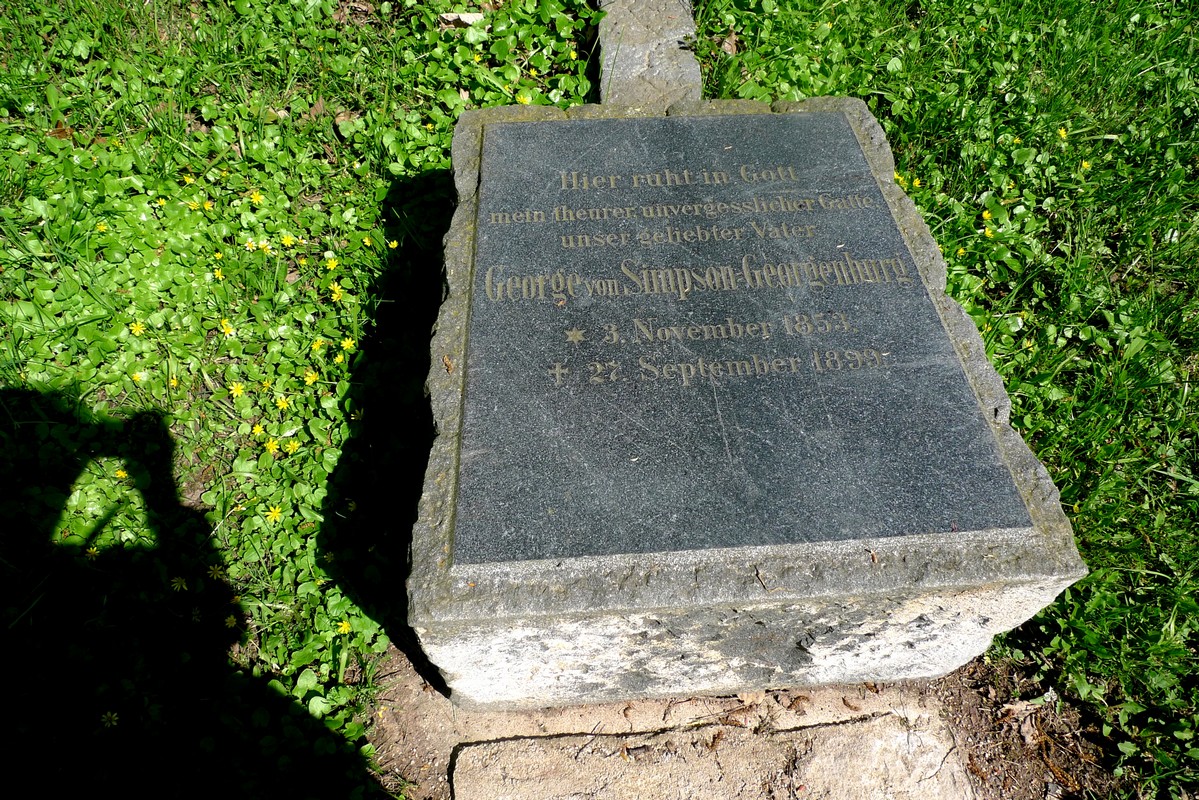 Hier ruht in Gott
mein theurer, unvergesslicher Gatte
unser geliebter Vater
George von Simpson-Georgenburg
✶ 3. November 1853.
✝ 27. September 1899.